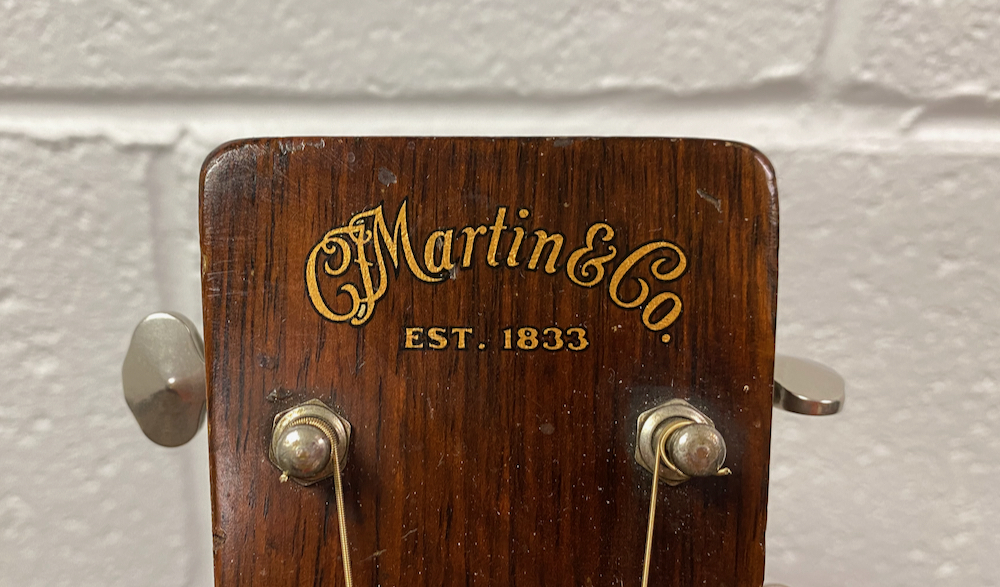 CFMartin & Co.
EST. 1833